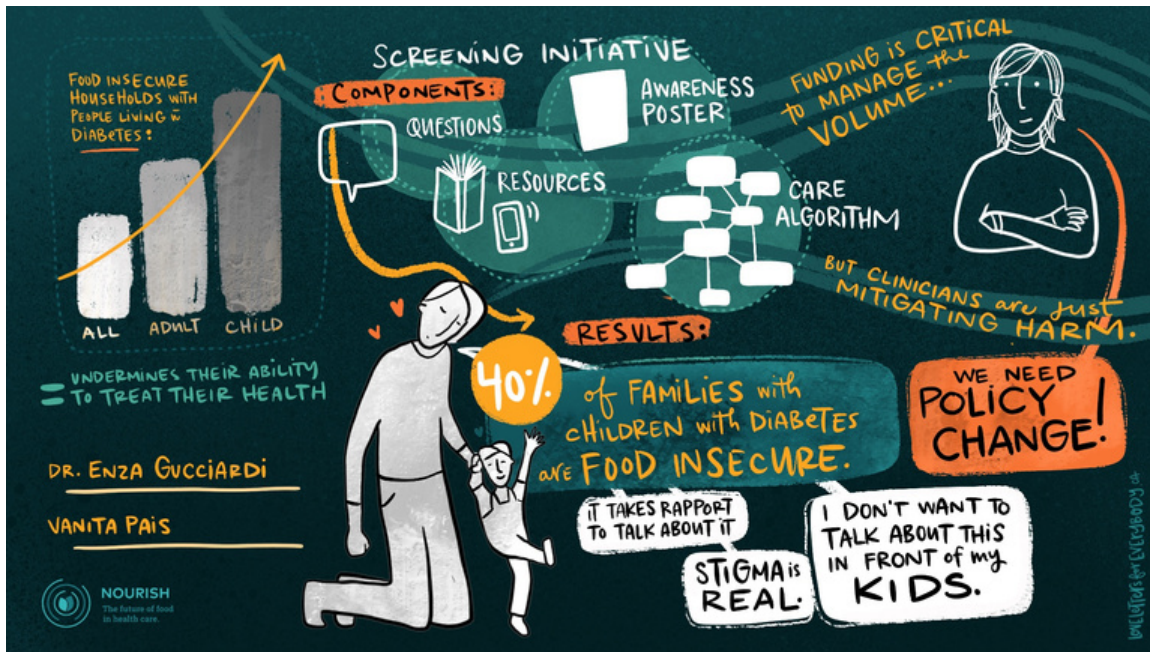 FOOD INSECURE
HOUSEHOLDS WITH
PEOPLE LIVING W
DIABETES:
ALL
ADULT
CHILD
= UNDERMINES THEIR ABILITY
TO TREAT THEIR HEALTH
DR. ENZA GUCCIARDI
VANITA PAIS
NOURISH
The future of food
in health care.
SCREENING INITIATIVE
COMPONENTS:
QUESTIONS
RESOURCES
AWARENESS
POSTER
CARE
ALGORITHM
FUNDING IS CRITICAL
to MANAGE the
VOLUME...
BUT CLINICIANS are just
MITIGATING HARM.
WE NEED
POLICY
CHANGE!
RESULTS:
40%
of FAMILIES with
CHILDREN with DIABETES
are FOOD INSECURE.
IT TAKES RAPPORT
TO TALK ABOUT IT
STIGMA is
REAL.
I DON'T WANT TO
TALK ABOUT THIS
IN FRONT of my
KIDS.
LOVELETTERSforEVERYBODY.ca